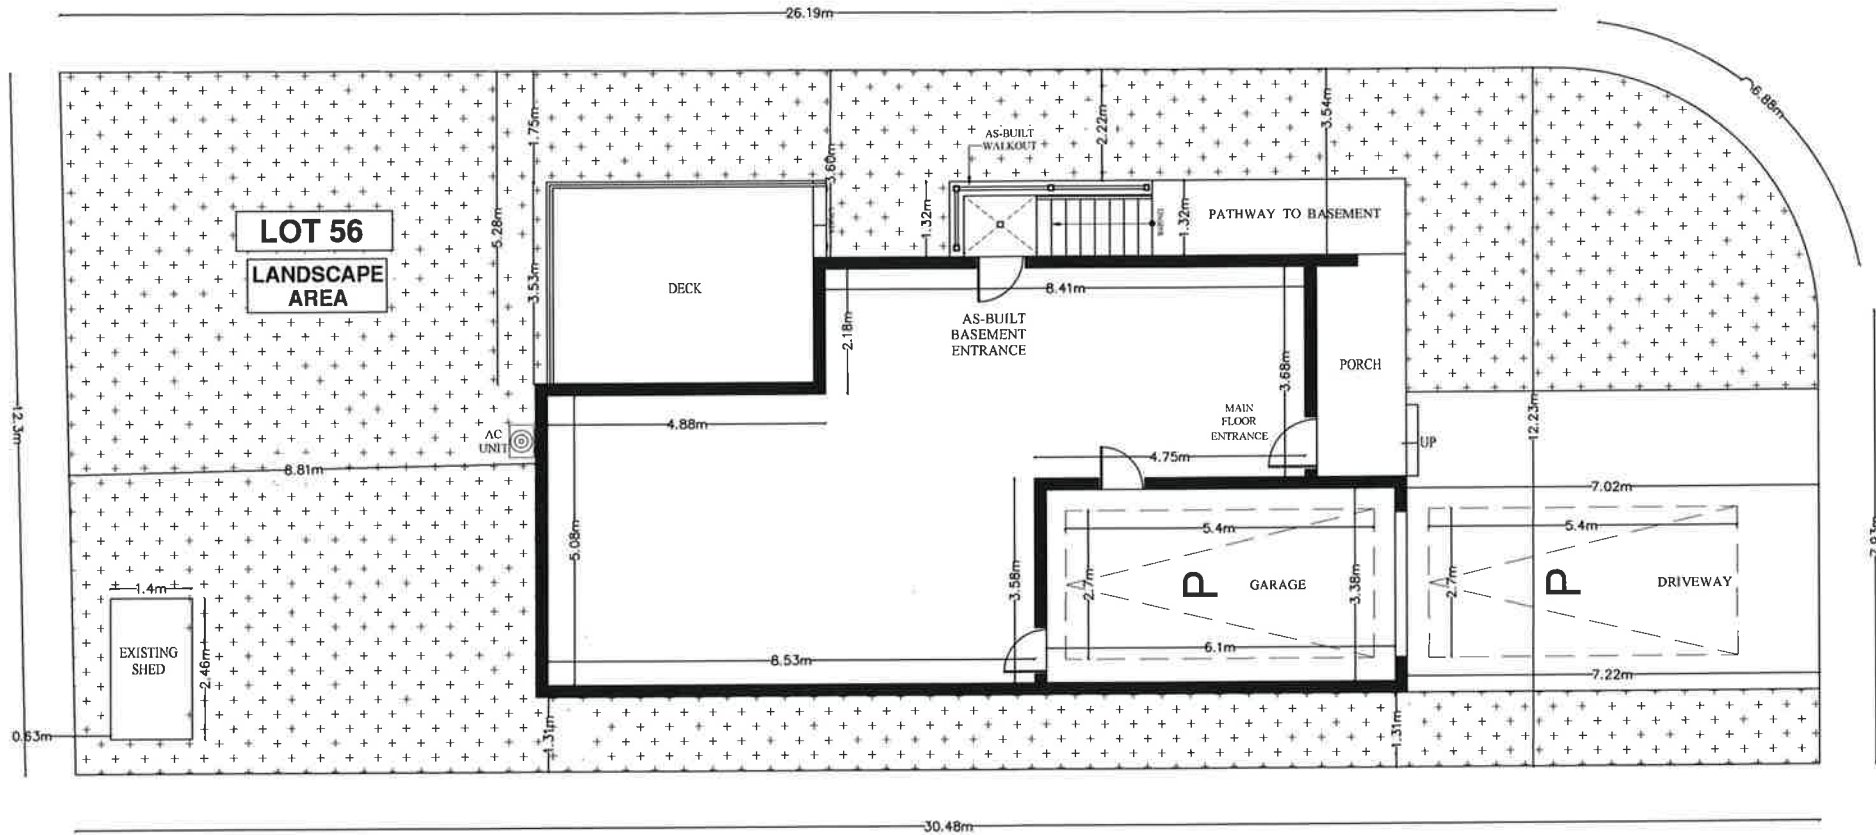 26.19m
6.88m
1.75m
3.60m
AS-BUILT
WALKOUT
2.22m
3.54m
LOT 56
LANDSCAPE
AREA
5.28m
3.53m
DECK
1.32m
1.32m
PATHWAY TO BASEMENT
8.41m
AS-BUILT
BASEMENT
ENTRANCE
2.18m
3.68m
PORCH
12.3m
AC
UNIT
8.81m
4.88m
MAIN
FLOOR
ENTRANCE
4.75m
UP
12.23m
7.02m
5.4m
5.4m
5.08m
3.58m
2.7m
P
GARAGE
3.38m
2.7m
P
DRIVEWAY
1.4m
EXISTING
SHED
2.46m
8.53m
6.1m
7.22m
0.63m
1.31m
1.31m
30.48m